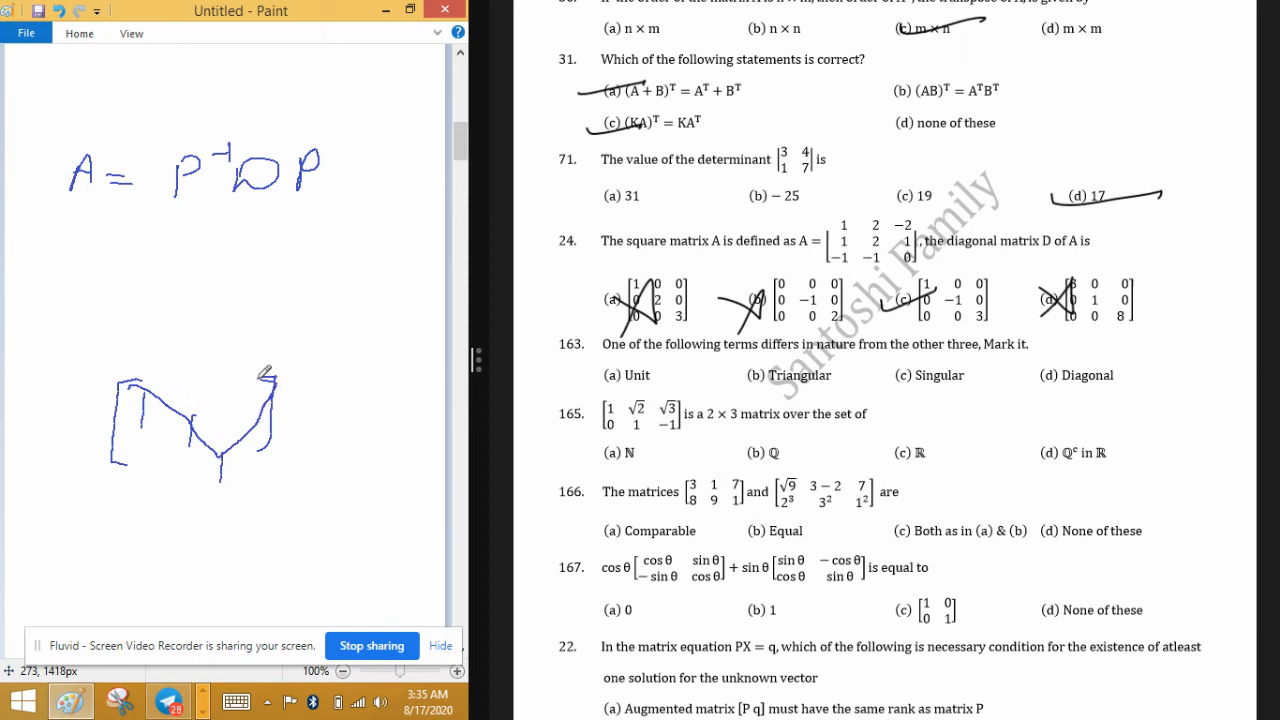 Untitled - Paint
File Home View
A = P⁻¹ D P
Fluvid - Screen Video Recorder is sharing your screen. Stop sharing Hide
273, 1418px 100%
28
3:35 AM
8/17/2020
(a) n × m (b) n × n (c) m × n (d) m × m
31. Which of the following statements is correct?
(a) (A + B)ᵀ = Aᵀ + Bᵀ (b) (AB)ᵀ = AᵀBᵀ
(c) (KA)ᵀ = KAᵀ (d) none of these
71. The value of the determinant |3 4; 1 7| is
(a) 31 (b) − 25 (c) 19 (d) 17
24. The square matrix A is defined as A = [1 2 −2; 1 2 1; −1 −1 0], the diagonal matrix D of A is
(a) [1 0 0; 0 2 0; 0 0 3] (b) [0 0 0; 0 −1 0; 0 0 2] (c) [1 0 0; 0 −1 0; 0 0 3] (d) [3 0 0; 0 1 0; 0 0 8]
163. One of the following terms differs in nature from the other three, Mark it.
(a) Unit (b) Triangular (c) Singular (d) Diagonal
165. [1 √2 √3; 0 1 −1] is a 2 × 3 matrix over the set of
(a) ℕ (b) ℚ (c) ℝ (d) ℚᶜ in ℝ
166. The matrices [3 1 7; 8 9 1] and [√9 3 − 2 7; 2³ 3² 1²] are
(a) Comparable (b) Equal (c) Both as in (a) & (b) (d) None of these
167. cos θ [cos θ sin θ; − sin θ cos θ] + sin θ [sin θ − cos θ; cos θ sin θ] is equal to
(a) 0 (b) 1 (c) [1 0; 0 1] (d) None of these
22. In the matrix equation PX = q, which of the following is necessary condition for the existence of atleast
one solution for the unknown vector
(a) Augmented matrix [P q] must have the same rank as matrix P
Santoshi Family